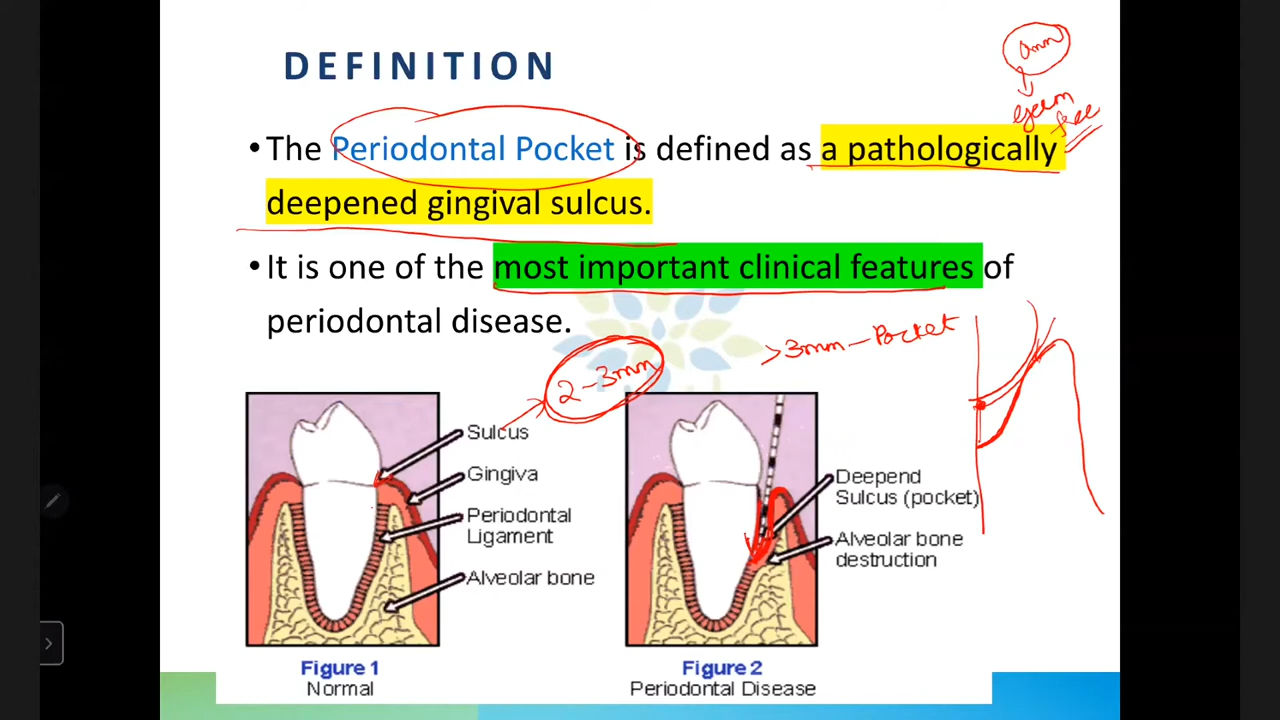 DEFINITION
0mm
germ
free
• The Periodontal Pocket is defined as a pathologically
deepened gingival sulcus.
• It is one of the most important clinical features of
periodontal disease.
>3mm - Pocket
2-3mm
Sulcus
Gingiva
Periodontal
Ligament
Alveolar bone
Deepend
Sulcus (pocket)
Alveolar bone
destruction
Figure 1
Normal
Figure 2
Periodontal Disease